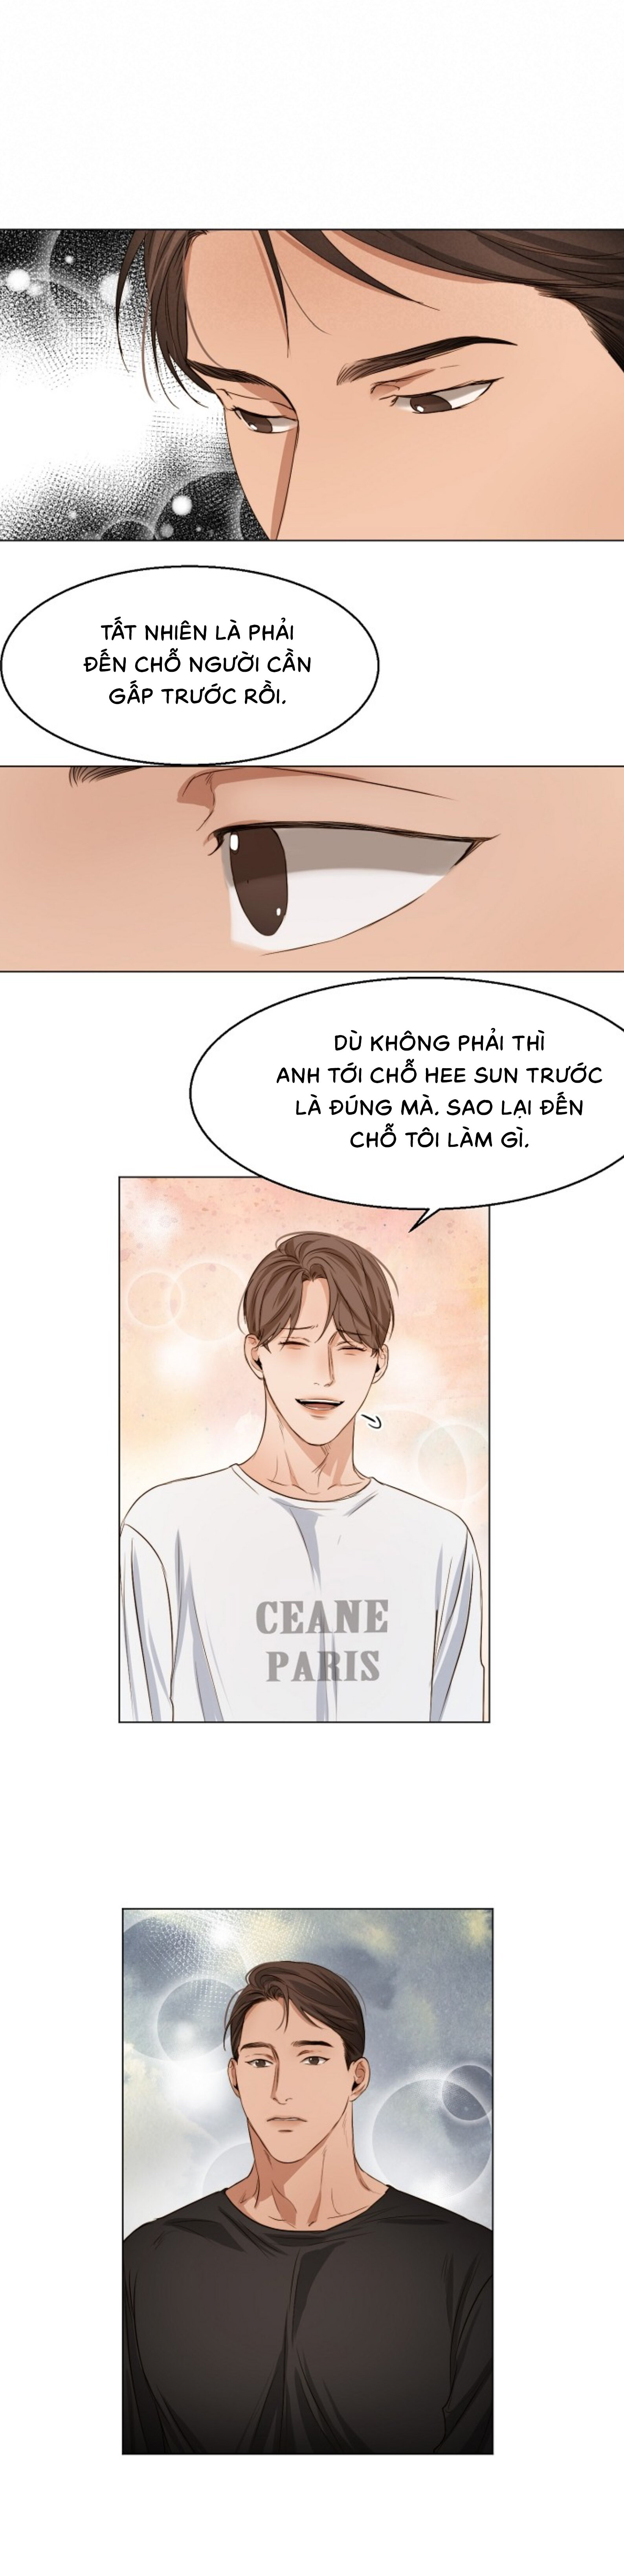 TẤT NHIÊN LÀ PHẢI
ĐẾN CHỖ NGƯỜI CẦN
GẤP TRƯỚC RỒI.
DÙ KHÔNG PHẢI THÌ
ANH TỚI CHỖ HEE SUN TRƯỚC
LÀ ĐÚNG MÀ. SAO LẠI ĐẾN
CHỖ TÔI LÀM GÌ.
CEANE
PARIS